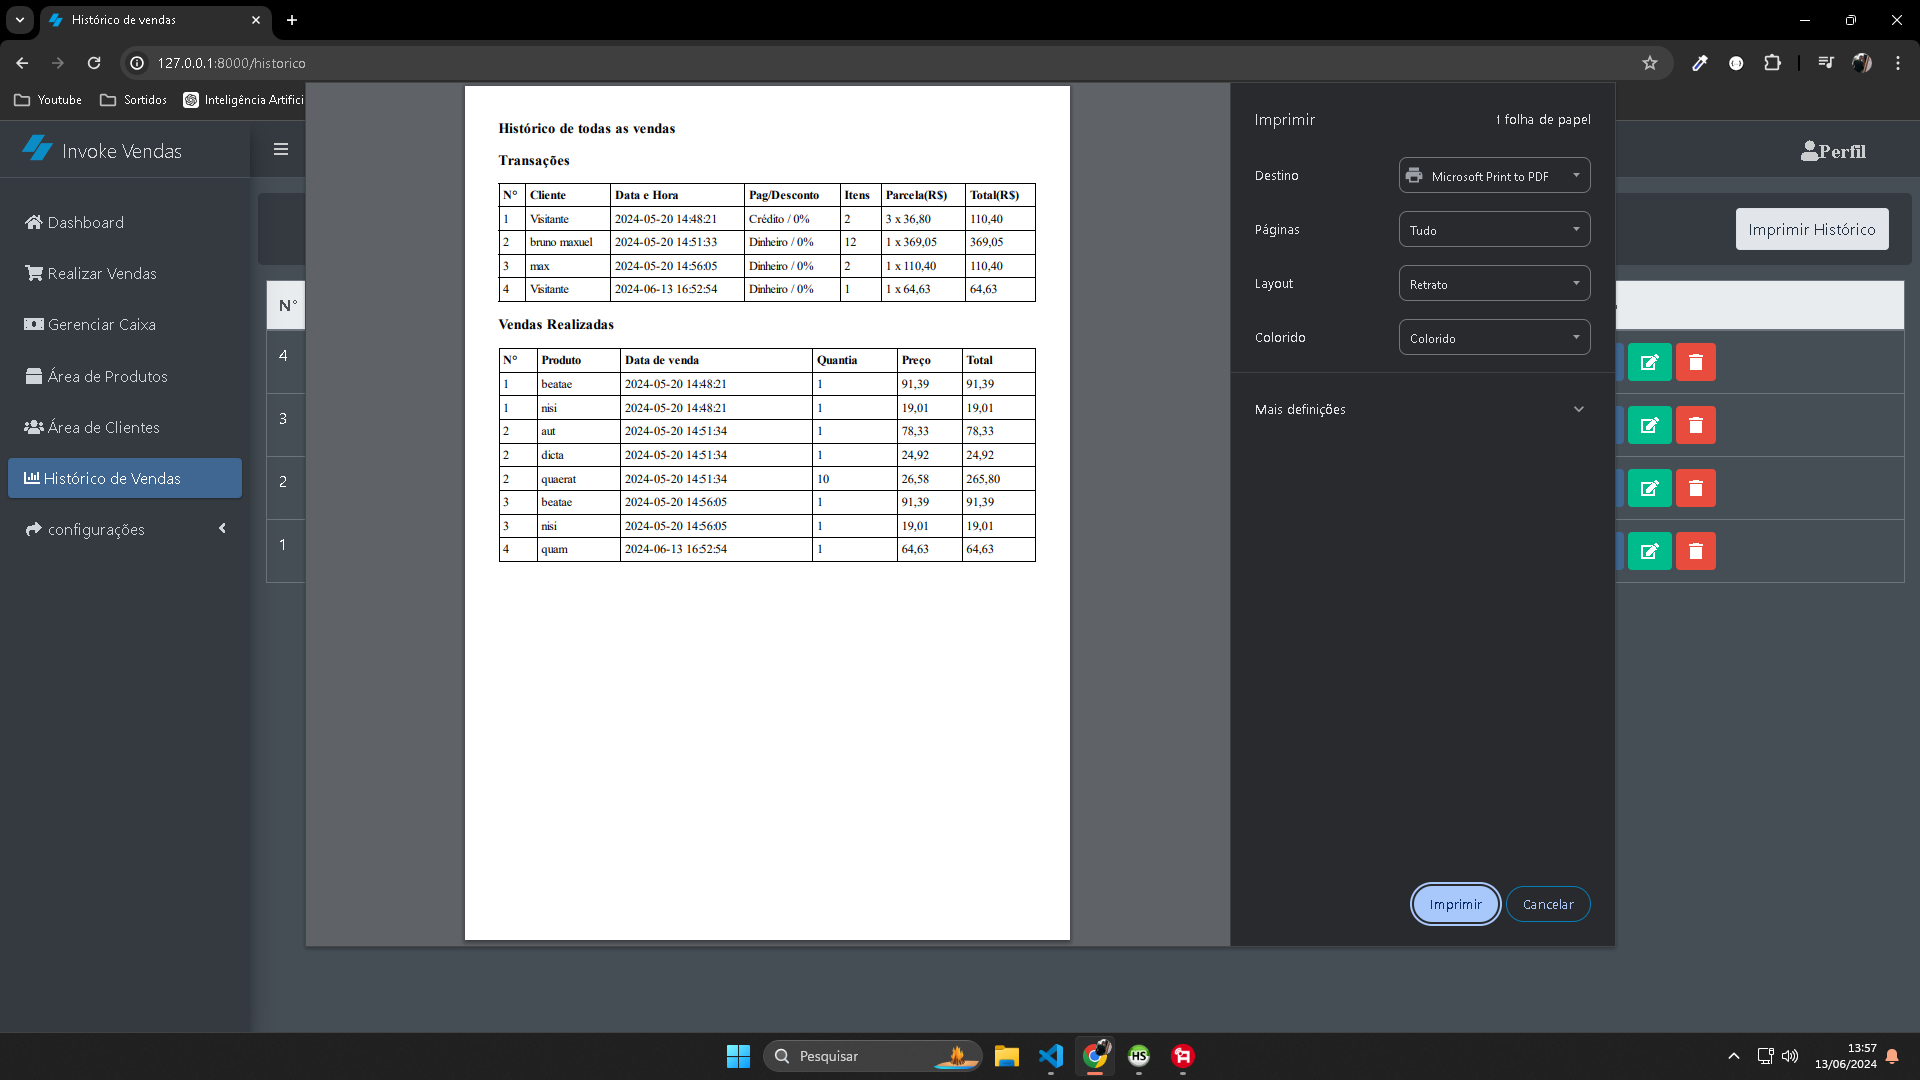 Histórico de vendas
127.0.0.1:8000/historico
Youtube
Sortidos
Inteligência Artifici
Invoke Vendas
Perfil
Dashboard
Realizar Vendas
Gerenciar Caixa
Área de Produtos
Área de Clientes
Histórico de Vendas
configurações
Imprimir Histórico
N°
4
3
2
1
Histórico de todas as vendas
Transações
N° Cliente Data e Hora Pag/Desconto Itens Parcela(R$) Total(R$)
1 Visitante 2024-05-20 14:48:21 Crédito / 0% 2 3 x 36,80 110,40
2 bruno maxuel 2024-05-20 14:51:33 Dinheiro / 0% 12 1 x 369,05 369,05
3 max 2024-05-20 14:56:05 Dinheiro / 0% 2 1 x 110,40 110,40
4 Visitante 2024-06-13 16:52:54 Dinheiro / 0% 1 1 x 64,63 64,63
Vendas Realizadas
N° Produto Data de venda Quantia Preço Total
1 beatae 2024-05-20 14:48:21 1 91,39 91,39
1 nisi 2024-05-20 14:48:21 1 19,01 19,01
2 aut 2024-05-20 14:51:34 1 78,33 78,33
2 dicta 2024-05-20 14:51:34 1 24,92 24,92
2 quaerat 2024-05-20 14:51:34 10 26,58 265,80
3 beatae 2024-05-20 14:56:05 1 91,39 91,39
3 nisi 2024-05-20 14:56:05 1 19,01 19,01
4 quam 2024-06-13 16:52:54 1 64,63 64,63
Imprimir 1 folha de papel
Destino Microsoft Print to PDF
Páginas Tudo
Layout Retrato
Colorido Colorido
Mais definições
Imprimir Cancelar
Pesquisar
HS
13:57
13/06/2024